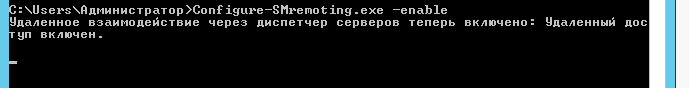 C:\Users\Администратор>Configure-SMremoting.exe -enable
Удаленное взаимодействие через диспетчер серверов теперь включено: Удаленный дос
туп включен.